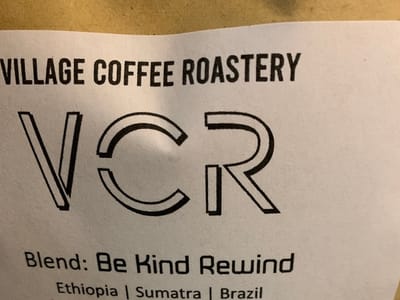 VILLAGE COFFEE ROASTERY
VCR
Blend: Be Kind Rewind
Ethiopia | Sumatra | Brazil